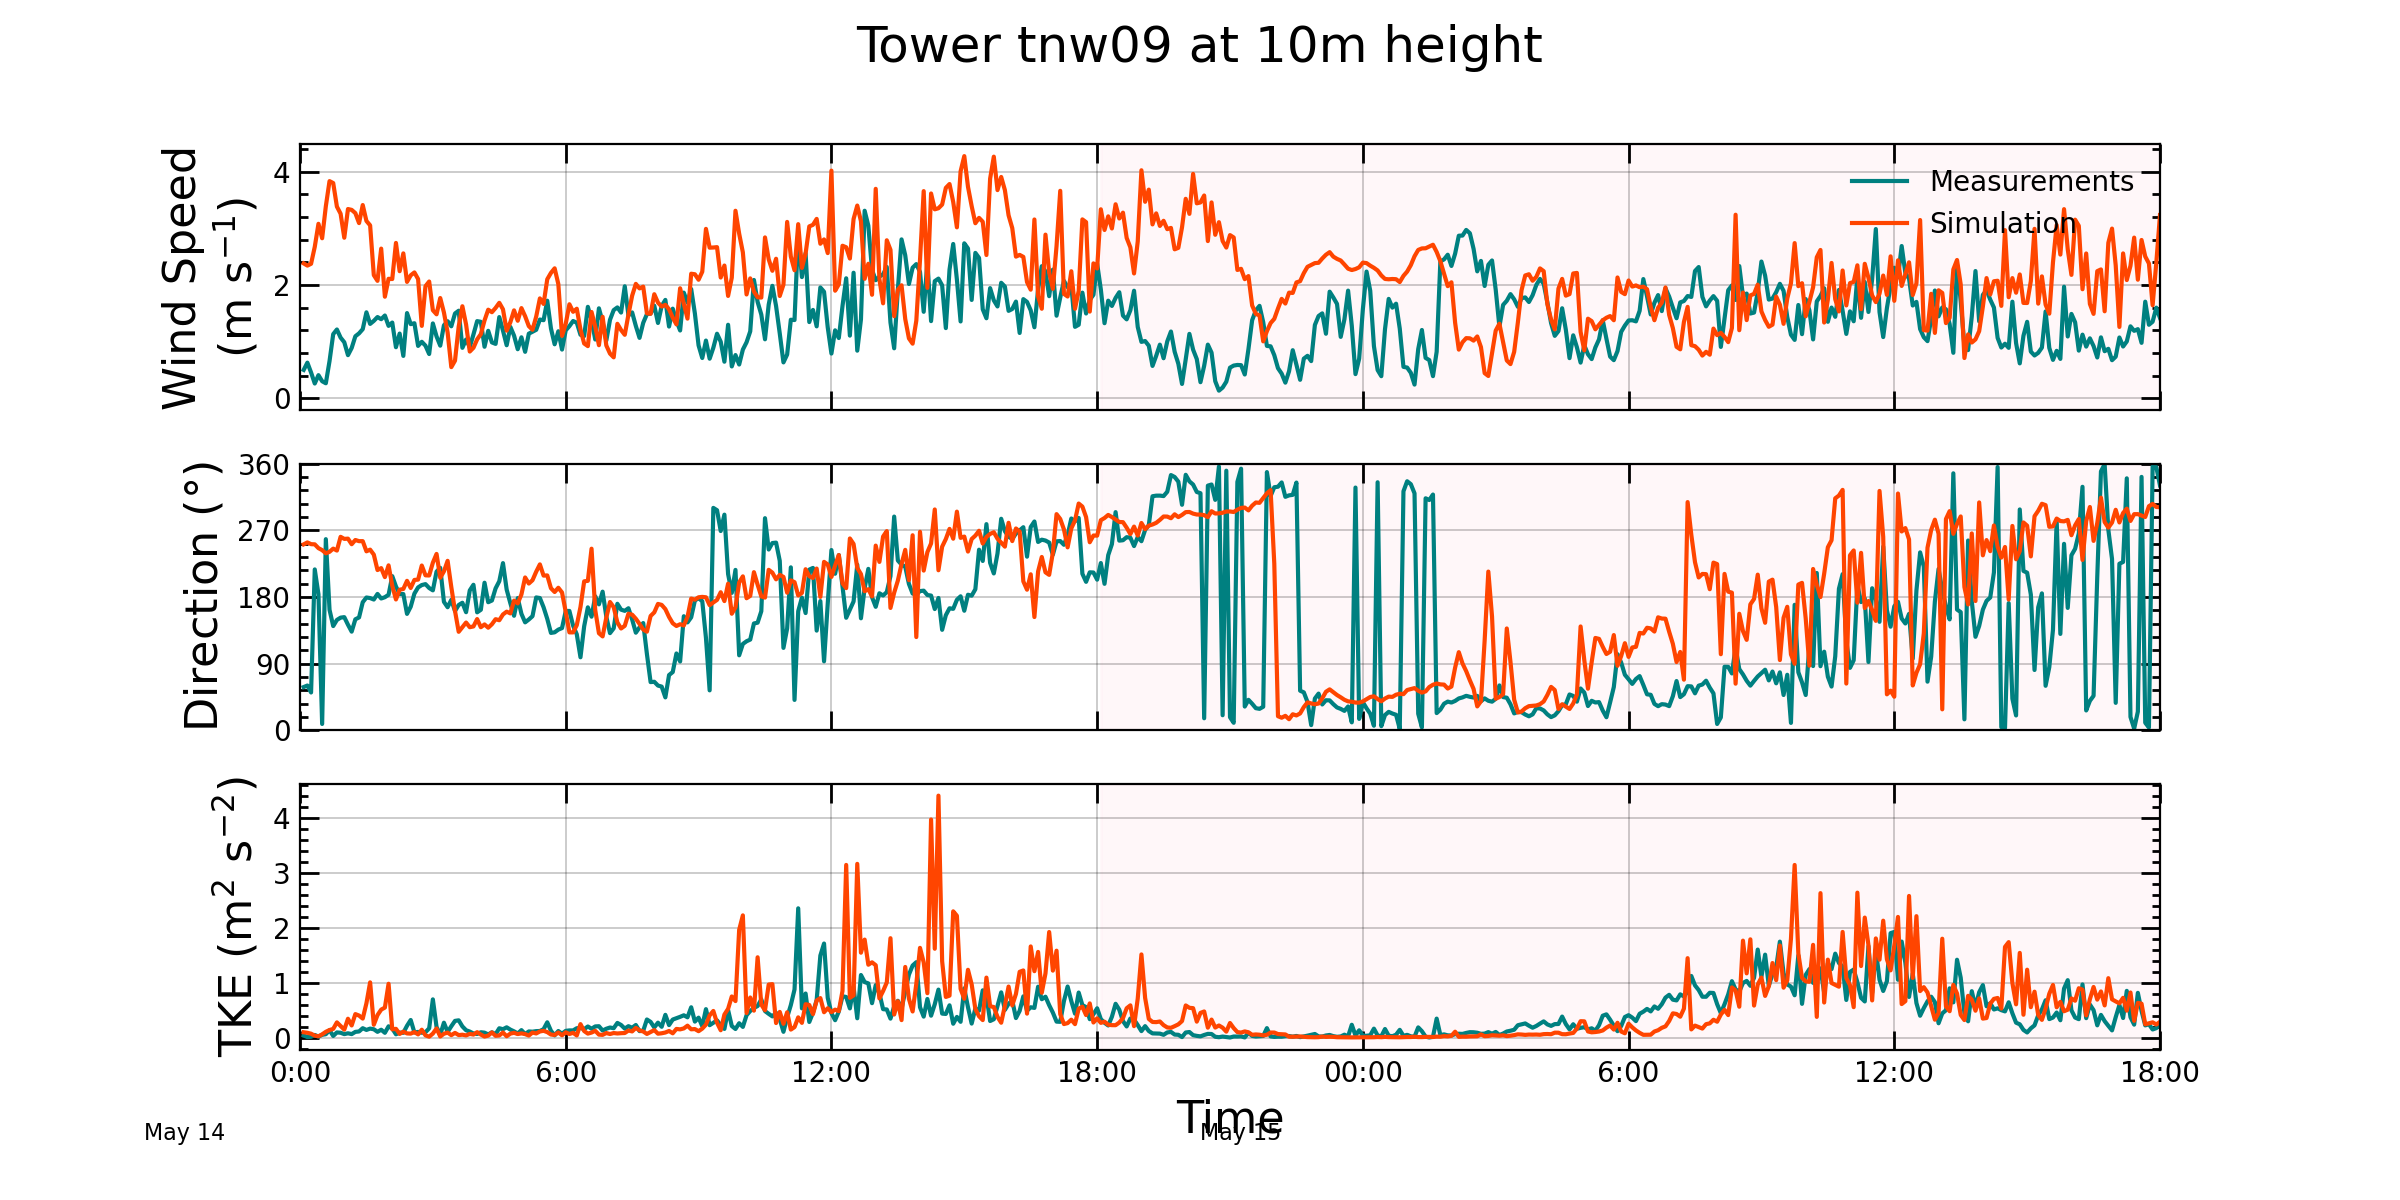 Tower tnw09 at 10m height
Wind Speed
(m s⁻¹)
4
2
0
Measurements
Simulation
Direction (°)
360
270
180
90
0
TKE (m² s⁻²)
4
3
2
1
0
0:00 6:00 12:00 18:00 00:00 6:00 12:00 18:00
Time
May 14 May 15